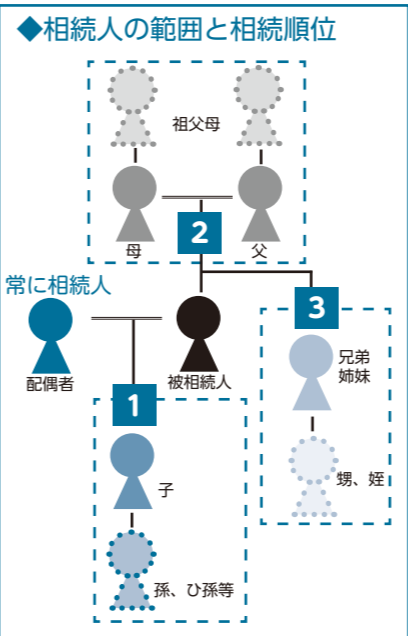 ◆相続人の範囲と相続順位
祖父母
母
2
父
常に相続人
3
配偶者
被相続人
兄弟
姉妹
1
子
甥、姪
孫、ひ孫等